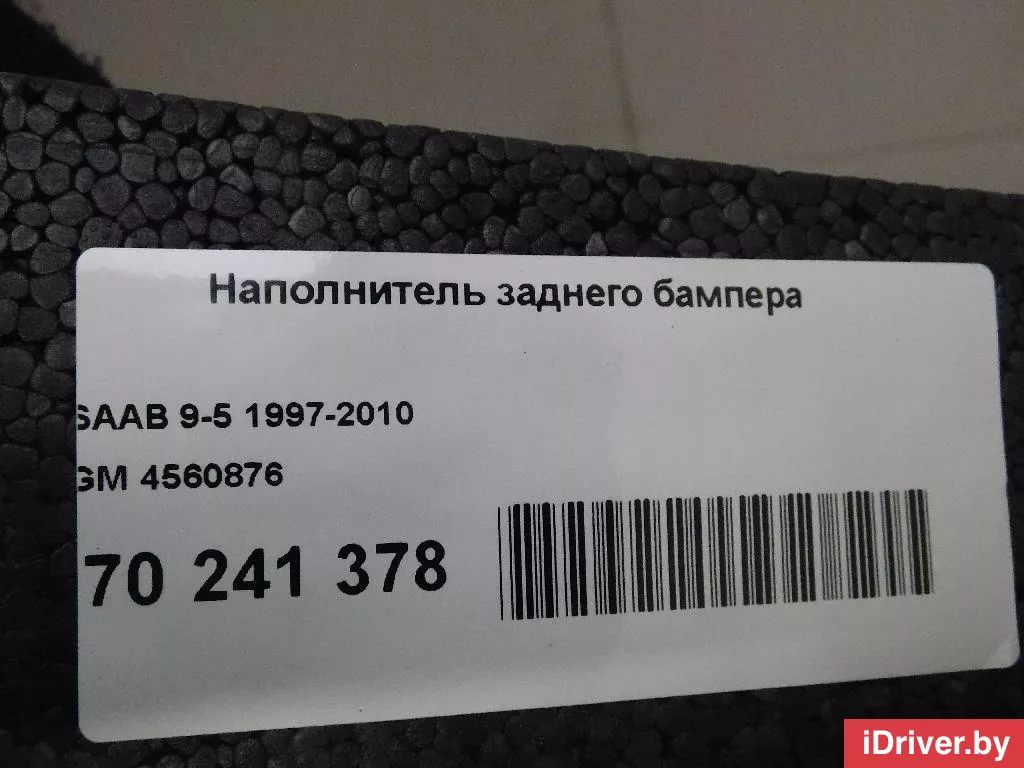 Наполнитель заднего бампера
SAAB 9-5 1997-2010
GM 4560876
70 241 378
iDriver.by